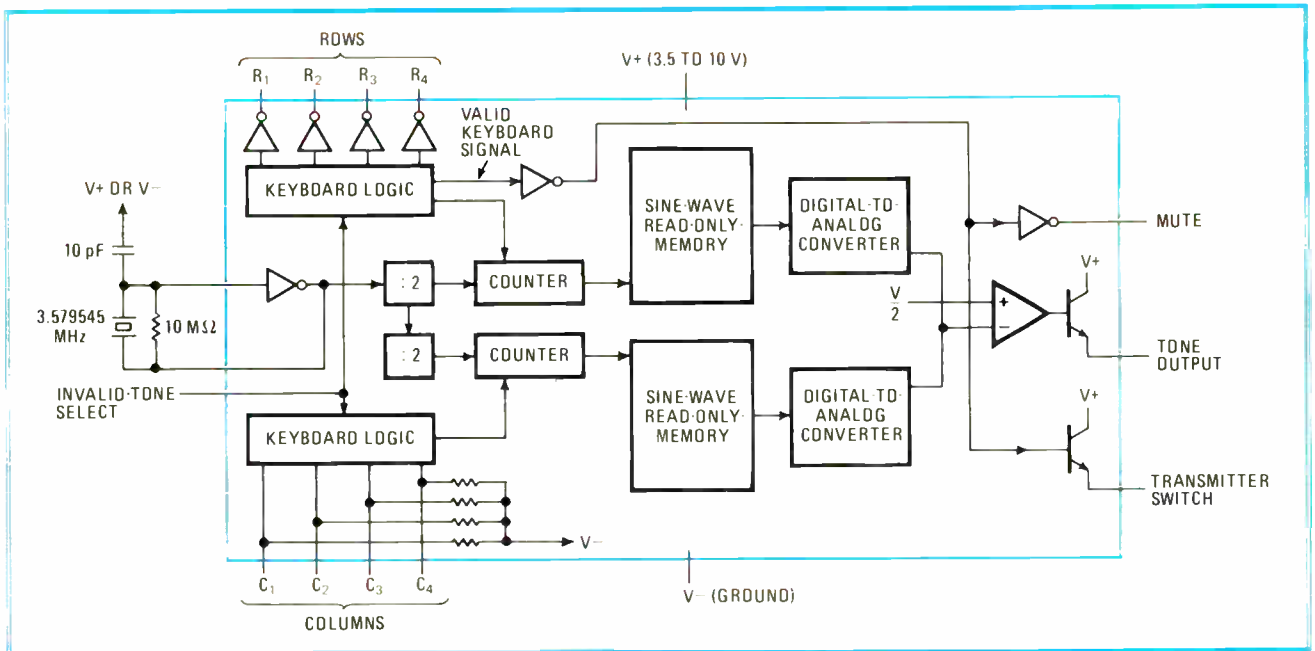 ROWS
R1 R2 R3 R4
V+ (3.5 TO 10 V)
VALID
KEYBOARD
SIGNAL
KEYBOARD LOGIC
V+ OR V−
10 pF
3.579545
MHz
10 MΩ
: 2
COUNTER
SINE-WAVE
READ-ONLY-
MEMORY
DIGITAL-TO-
ANALOG
CONVERTER
MUTE
V+
V
2
+
−
TONE
OUTPUT
: 2
COUNTER
INVALID-TONE
SELECT
KEYBOARD LOGIC
SINE-WAVE
READ-ONLY-
MEMORY
DIGITAL-TO-
ANALOG
CONVERTER
V+
TRANSMITTER
SWITCH
V−
C1 C2 C3 C4
COLUMNS
V− (GROUND)